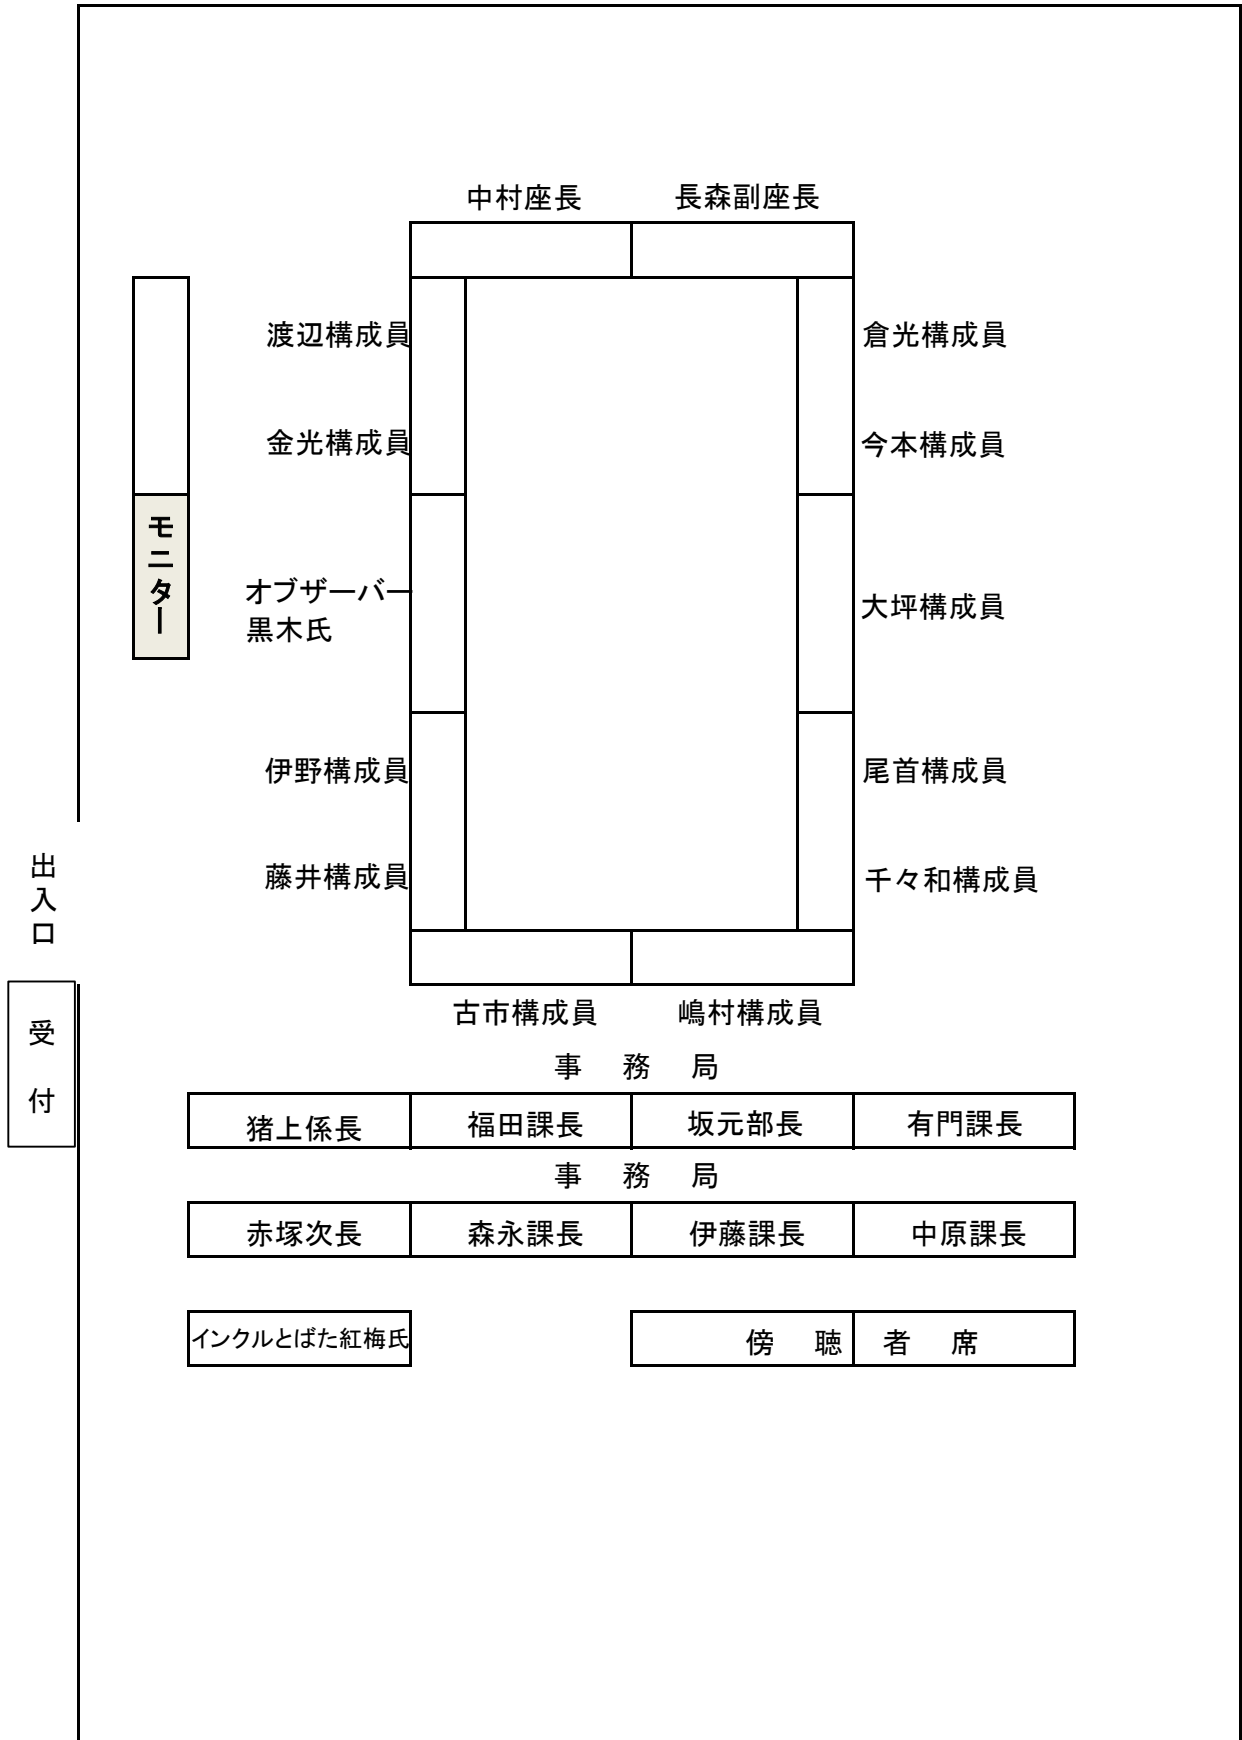 中村座長
長森副座長
渡辺構成員
倉光構成員
金光構成員
今本構成員
モニター
オブザーバー
黒木氏
大坪構成員
伊野構成員
尾首構成員
藤井構成員
千々和構成員
出入口
古市構成員
嶋村構成員
受付
事 務 局
猪上係長
福田課長
坂元部長
有門課長
事 務 局
赤塚次長
森永課長
伊藤課長
中原課長
インクルとばた紅梅氏
傍 聴 者 席